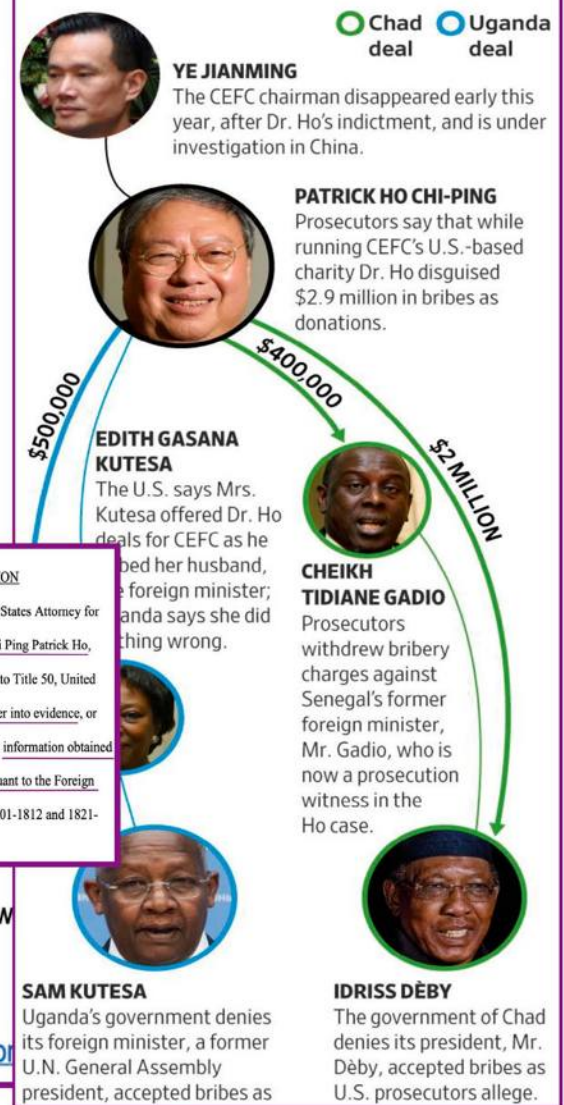 Chad deal
Uganda deal
YE JIANMING
The CEFC chairman disappeared early this
year, after Dr. Ho's indictment, and is under
investigation in China.
PATRICK HO CHI-PING
Prosecutors say that while
running CEFC's U.S.-based
charity Dr. Ho disguised
$2.9 million in bribes as
donations.
$500,000
$400,000
$2 MILLION
EDITH GASANA
KUTESA
The U.S. says Mrs.
Kutesa offered Dr. Ho
deals for CEFC as he
bed her husband,
foreign minister;
anda says she did
thing wrong.
CHEIKH
TIDIANE GADIO
Prosecutors
withdrew bribery
charges against
Senegal's former
foreign minister,
Mr. Gadio, who is
now a prosecution
witness in the
Ho case.
ON
States Attorney for
Ping Patrick Ho,
to Title 50, United
er into evidence, or
information obtained
uant to the Foreign
01-1812 and 1821-
SAM KUTESA
Uganda's government denies
its foreign minister, a former
U.N. General Assembly
president, accepted bribes as
IDRISS DÈBY
The government of Chad
denies its president, Mr.
Dèby, accepted bribes as
U.S. prosecutors allege.